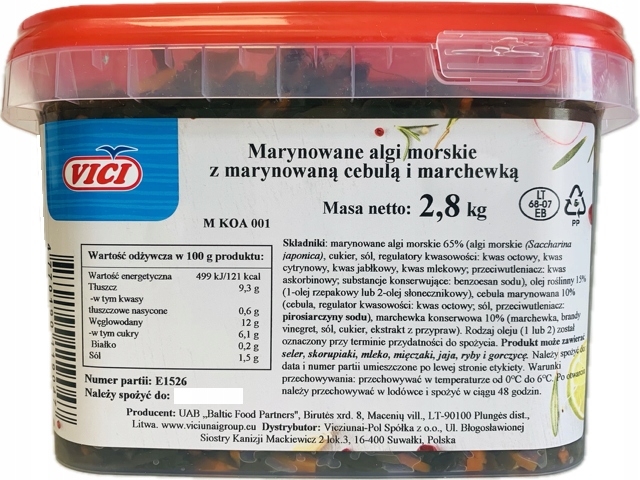 VICI
Marynowane algi morskie
z marynowaną cebulą i marchewką
M KOA 001
Masa netto: 2,8 kg
LT
68-07
EB
PP
Wartość odżywcza w 100 g produktu:
Wartość energetyczna 499 kJ/121 kcal
Tłuszcz 9,3 g
-w tym kwasy
tłuszczowe nasycone 0,6 g
Węglowodany 12 g
-w tym cukry 6,1 g
Białko 0,2 g
Sól 1,5 g
Numer partii: E1526
Należy spożyć do:
Składniki: marynowane algi morskie 65% (algi morskie (Saccharina
japonica), cukier, sól, regulatory kwasowości: kwas octowy, kwas
cytrynowy, kwas jabłkowy, kwas mlekowy; przeciwutleniacz: kwas
askorbinowy; substancje konserwujące: benzoesan sodu), olej roślinny 15%
(1-olej rzepakowy lub 2-olej słonecznikowy), cebula marynowana 10%
(cebula, regulator kwasowości: kwas octowy; sól, przeciwutleniacz:
pirosiarczyny sodu), marchewka konserwowa 10% (marchewka, brandy
vinegret, sól, cukier, ekstrakt z przypraw). Rodzaj oleju (1 lub 2) został
oznaczony przy terminie przydatności do spożycia. Produkt może zawierać
seler, skorupiaki, mleko, mięczaki, jaja, ryby i gorczycę. Należy spożyć do
data i numer partii umieszczone po lewej stronie etykiety. Warunki
przechowywania: przechowywać w temperaturze od 0ºC do 6ºC. Po otwarciu
należy przechowywać w lodówce i spożyć w ciągu 48 godzin.
Producent: UAB „Baltic Food Partners", Birutės xrd. 8, Macenių vill., LT-90100 Plungės dist.,
Litwa. www.viciunaigroup.eu Dystrybutor: Viciunai-Pol Spółka z o.o., Ul. Błogosławionej
Siostry Kanizji Mackiewicz 2 lok.3, 16-400 Suwałki, Polska